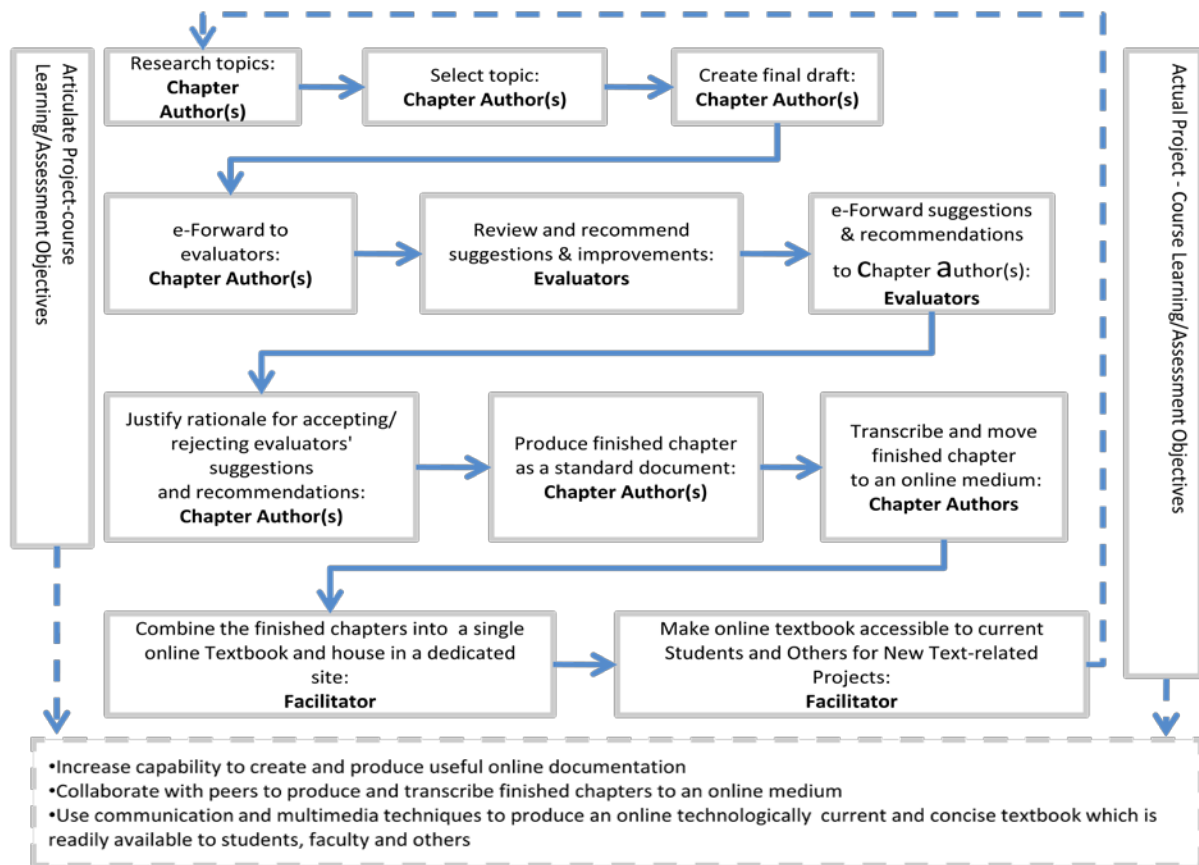 Articulate Project-course
Learning/Assessment Objectives
Research topics:
Chapter
Author(s)
Select topic:
Chapter Author(s)
Create final draft:
Chapter Author(s)
e-Forward to
evaluators:
Chapter Author(s)
Review and recommend
suggestions & improvements:
Evaluators
e-Forward suggestions
& recommendations
to Chapter author(s):
Evaluators
Justify rationale for accepting/
rejecting evaluators'
suggestions
and recommendations:
Chapter Author(s)
Produce finished chapter
as a standard document:
Chapter Author(s)
Transcribe and move
finished chapter
to an online medium:
Chapter Authors
Combine the finished chapters into a single
online Textbook and house in a dedicated
site:
Facilitator
Make online textbook accessible to current
Students and Others for New Text-related
Projects:
Facilitator
Actual Project - Course Learning/Assessment Objectives
•Increase capability to create and produce useful online documentation
•Collaborate with peers to produce and transcribe finished chapters to an online medium
•Use communication and multimedia techniques to produce an online technologically current and concise textbook which is
readily available to students, faculty and others